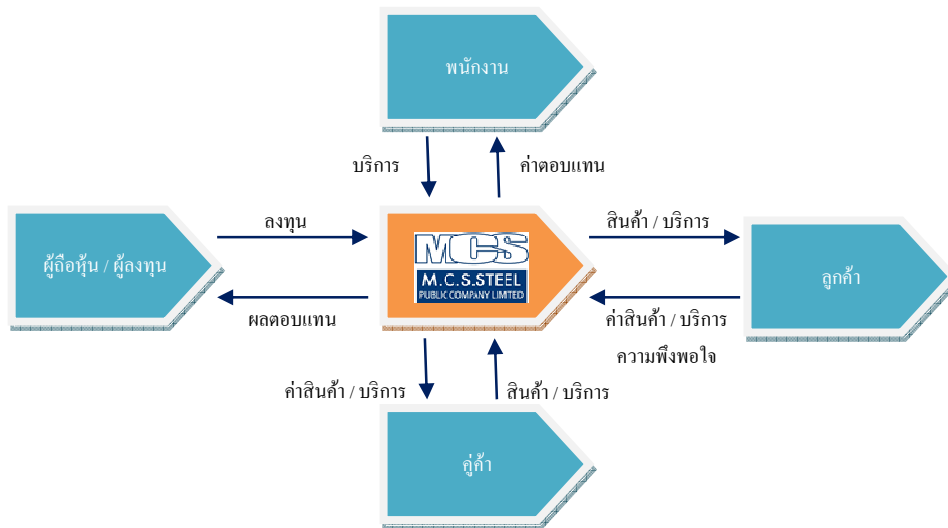 พนักงาน
บริการ
ค่าตอบแทน
ลงทุน
สินค้า / บริการ
ผู้ถือหุ้น / ผู้ลงทุน
MCS
M.C.S.STEEL
PUBLIC COMPANY LIMITED
ลูกค้า
ผลตอบแทน
ค่าสินค้า / บริการ
ความพึงพอใจ
ค่าสินค้า / บริการ
สินค้า / บริการ
คู่ค้า